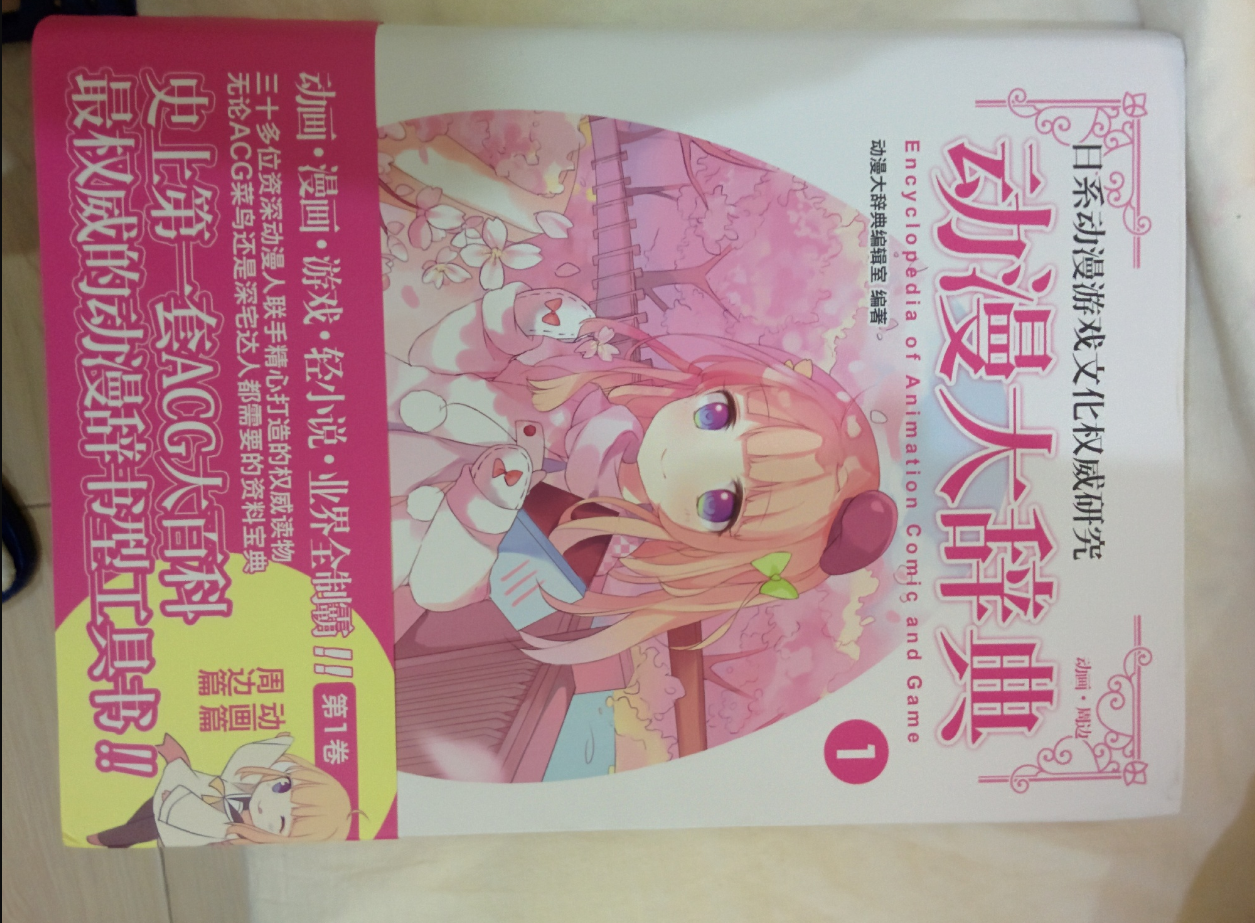 日系动漫游戏文化权威研究
动漫大辞典
动画·周边
Encyclopedia of Animation Comic and Game
动漫大辞典编辑室 编著
1
动画·漫画·游戏·轻小说·业界全制霸!!
第1卷
三十多位资深动漫人联手精心打造的权威读物
无论ACG菜鸟还是深宅达人都需要的资料宝典
动画篇
周边篇
史上第一套ACG大百科
最权威的动漫辞书型工具书!!